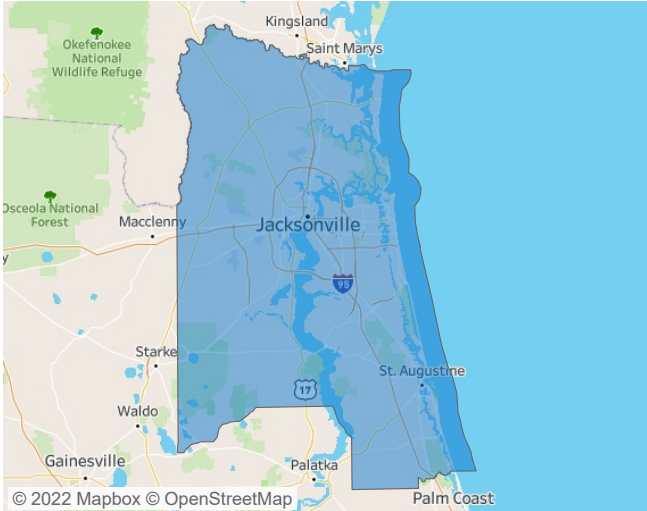 Kingsland
Okefenokee
National
Wildlife Refuge
Saint Marys
Osceola National
Forest
Macclenny
Jacksonville
y
95
Starke
St. Augustine
17
Waldo
Gainesville
Palatka
Palm Coast
© 2022 Mapbox © OpenStreetMap